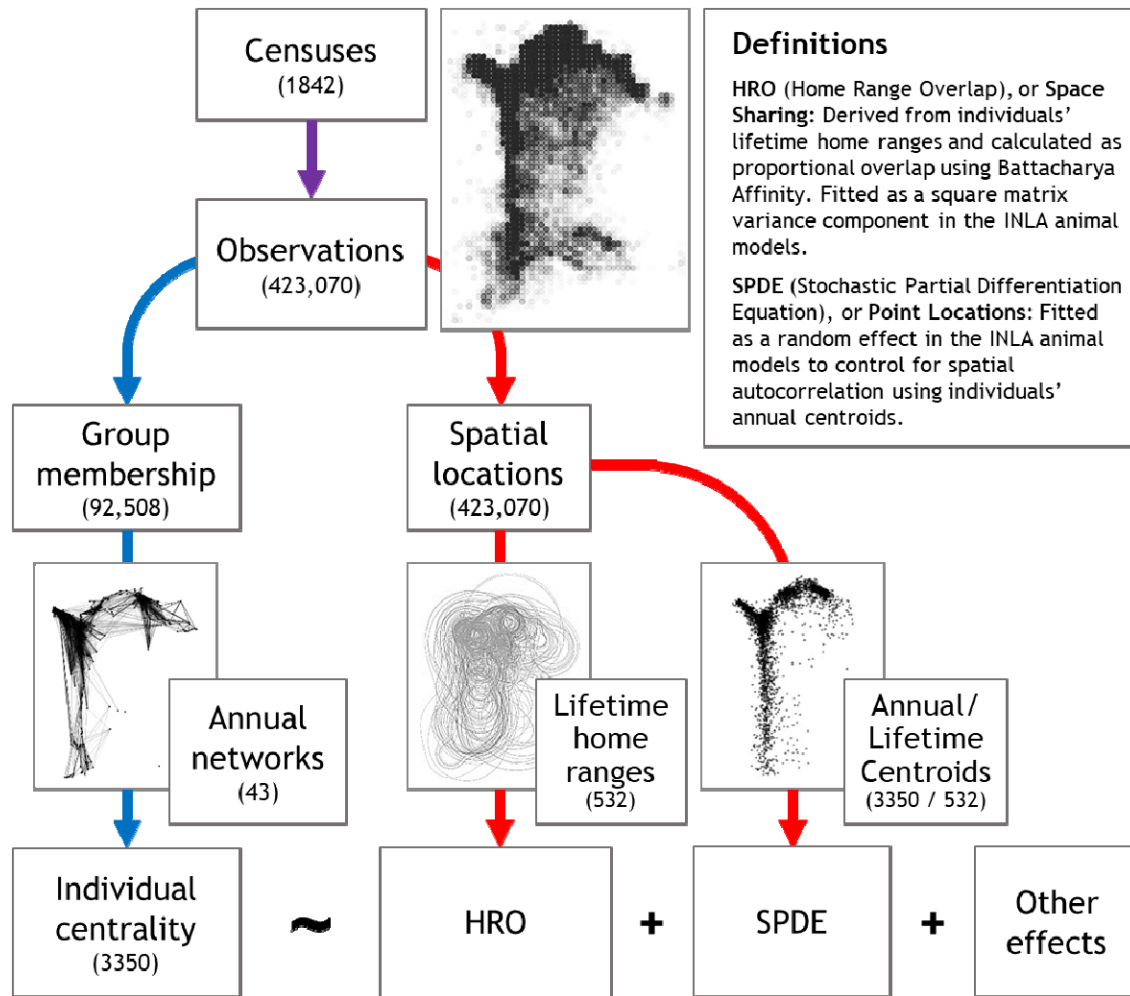 Censuses
(1842)
Definitions
HRO (Home Range Overlap), or Space
Sharing: Derived from individuals’
lifetime home ranges and calculated as
proportional overlap using Battacharya
Affinity. Fitted as a square matrix
variance component in the INLA animal
models.
SPDE (Stochastic Partial Differentiation
Equation), or Point Locations: Fitted
as a random effect in the INLA animal
models to control for spatial
autocorrelation using individuals’
annual centroids.
Observations
(423,070)
Group
membership
(92,508)
Spatial
locations
(423,070)
Annual
networks
(43)
Lifetime
home
ranges
(532)
Annual/
Lifetime
Centroids
(3350 / 532)
Individual
centrality
(3350)
~
HRO
+
SPDE
+
Other
effects